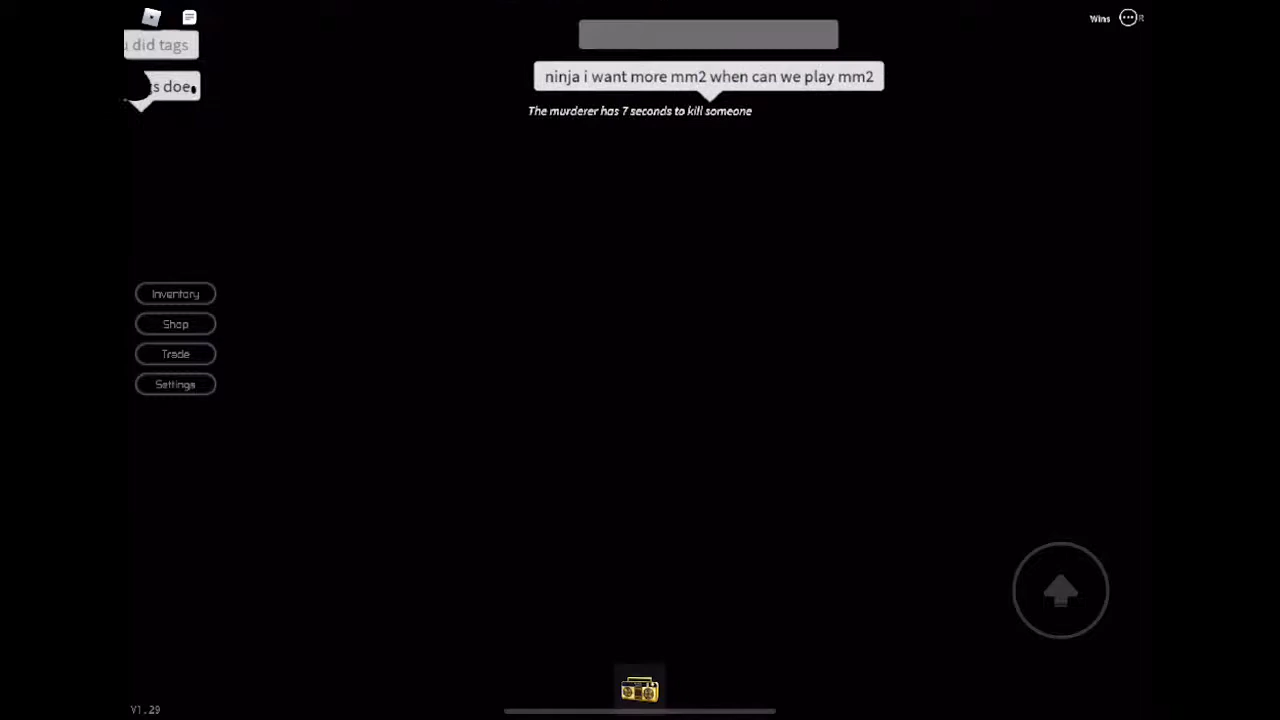 did tags
s doe
ninja i want more mm2 when can we play mm2
The murderer has 7 seconds to kill someone
Wins
Inventory
Shop
Trade
Settings
V1.29